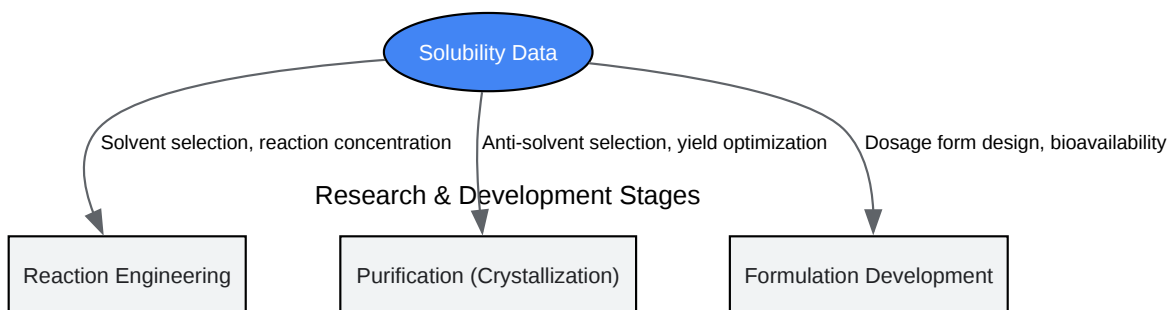 Solubility Data
Solvent selection, reaction concentration
Anti-solvent selection, yield optimization
Dosage form design, bioavailability
Research & Development Stages
Reaction Engineering
Purification (Crystallization)
Formulation Development